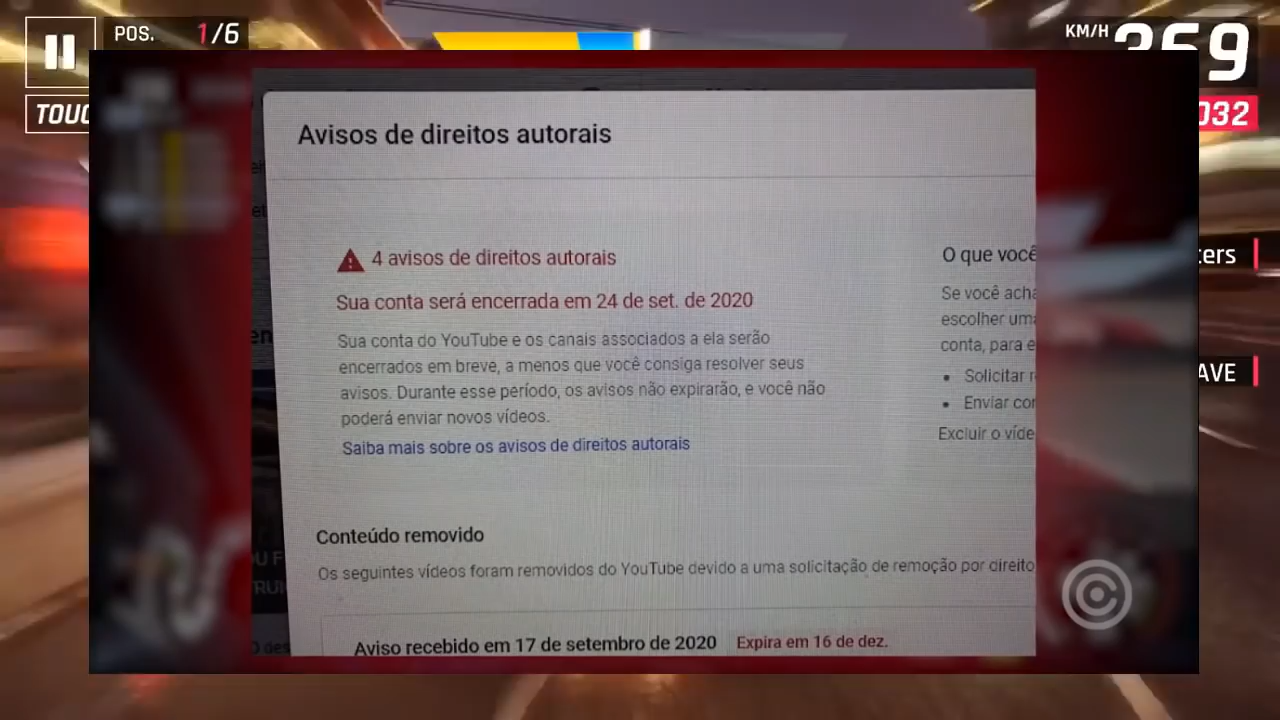 POS. 1/6
KM/H 359
TOUC
032
Avisos de direitos autorais
4 avisos de direitos autorais
Sua conta será encerrada em 24 de set. de 2020
Sua conta do YouTube e os canais associados a ela serão
encerrados em breve, a menos que você consiga resolver seus
avisos. Durante esse período, os avisos não expirarão, e você não
poderá enviar novos vídeos.
Saiba mais sobre os avisos de direitos autorais
O que você
Se você acha
escolher uma
conta, para e
• Solicitar r
• Enviar con
Excluir o víde
ters
AVE
Conteúdo removido
Os seguintes vídeos foram removidos do YouTube devido a uma solicitação de remoção por direito
Aviso recebido em 17 de setembro de 2020 Expira em 16 de dez.